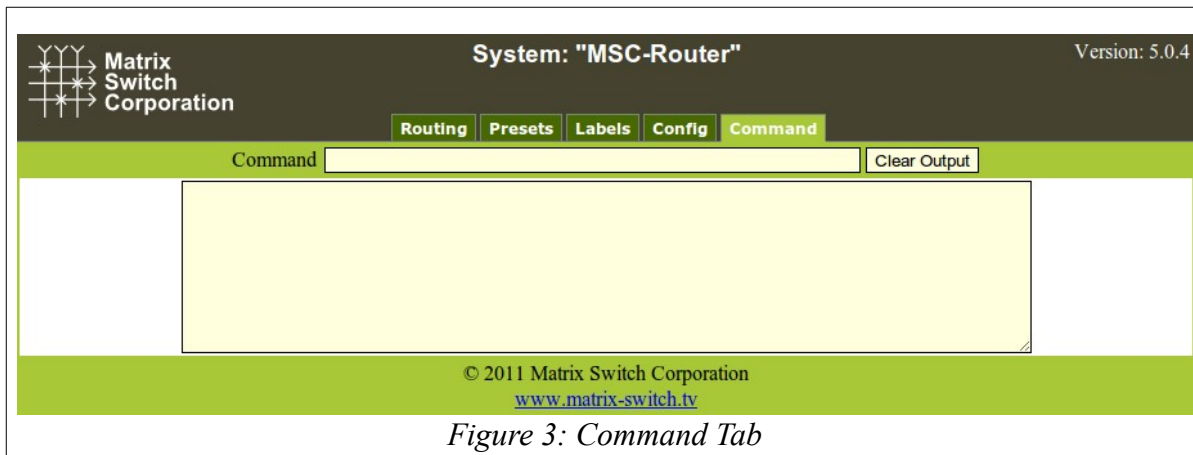 Matrix
Switch
Corporation
System: "MSC-Router"
Version: 5.0.4
Routing Presets Labels Config Command
Command Clear Output
© 2011 Matrix Switch Corporation
www.matrix-switch.tv
Figure 3: Command Tab